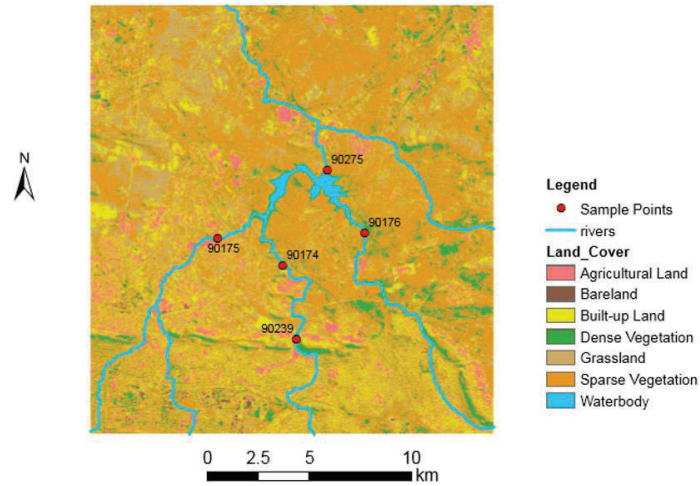 N
90275
90176
90175
90174
90239
Legend
Sample Points
rivers
Land_Cover
Agricultural Land
Bareland
Built-up Land
Dense Vegetation
Grassland
Sparse Vegetation
Waterbody
0 2.5 5 10
km